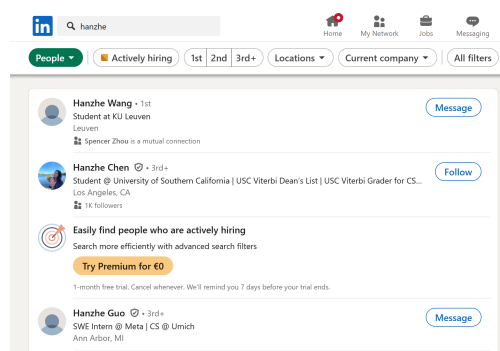 in hanzhe
Home My Network Jobs Messaging
People Actively hiring 1st 2nd 3rd+ Locations Current company All filters
Hanzhe Wang • 1st
Message
Student at KU Leuven
Leuven
Spencer Zhou is a mutual connection
Hanzhe Chen • 3rd+
Follow
Student @ University of Southern California | USC Viterbi Dean's List | USC Viterbi Grader for CS...
Los Angeles, CA
1K followers
Easily find people who are actively hiring
Search more efficiently with advanced search filters
Try Premium for €0
1-month free trial. Cancel whenever. We'll remind you 7 days before your trial ends.
Hanzhe Guo • 3rd+
Message
SWE Intern @ Meta | CS @ Umich
Ann Arbor, MI